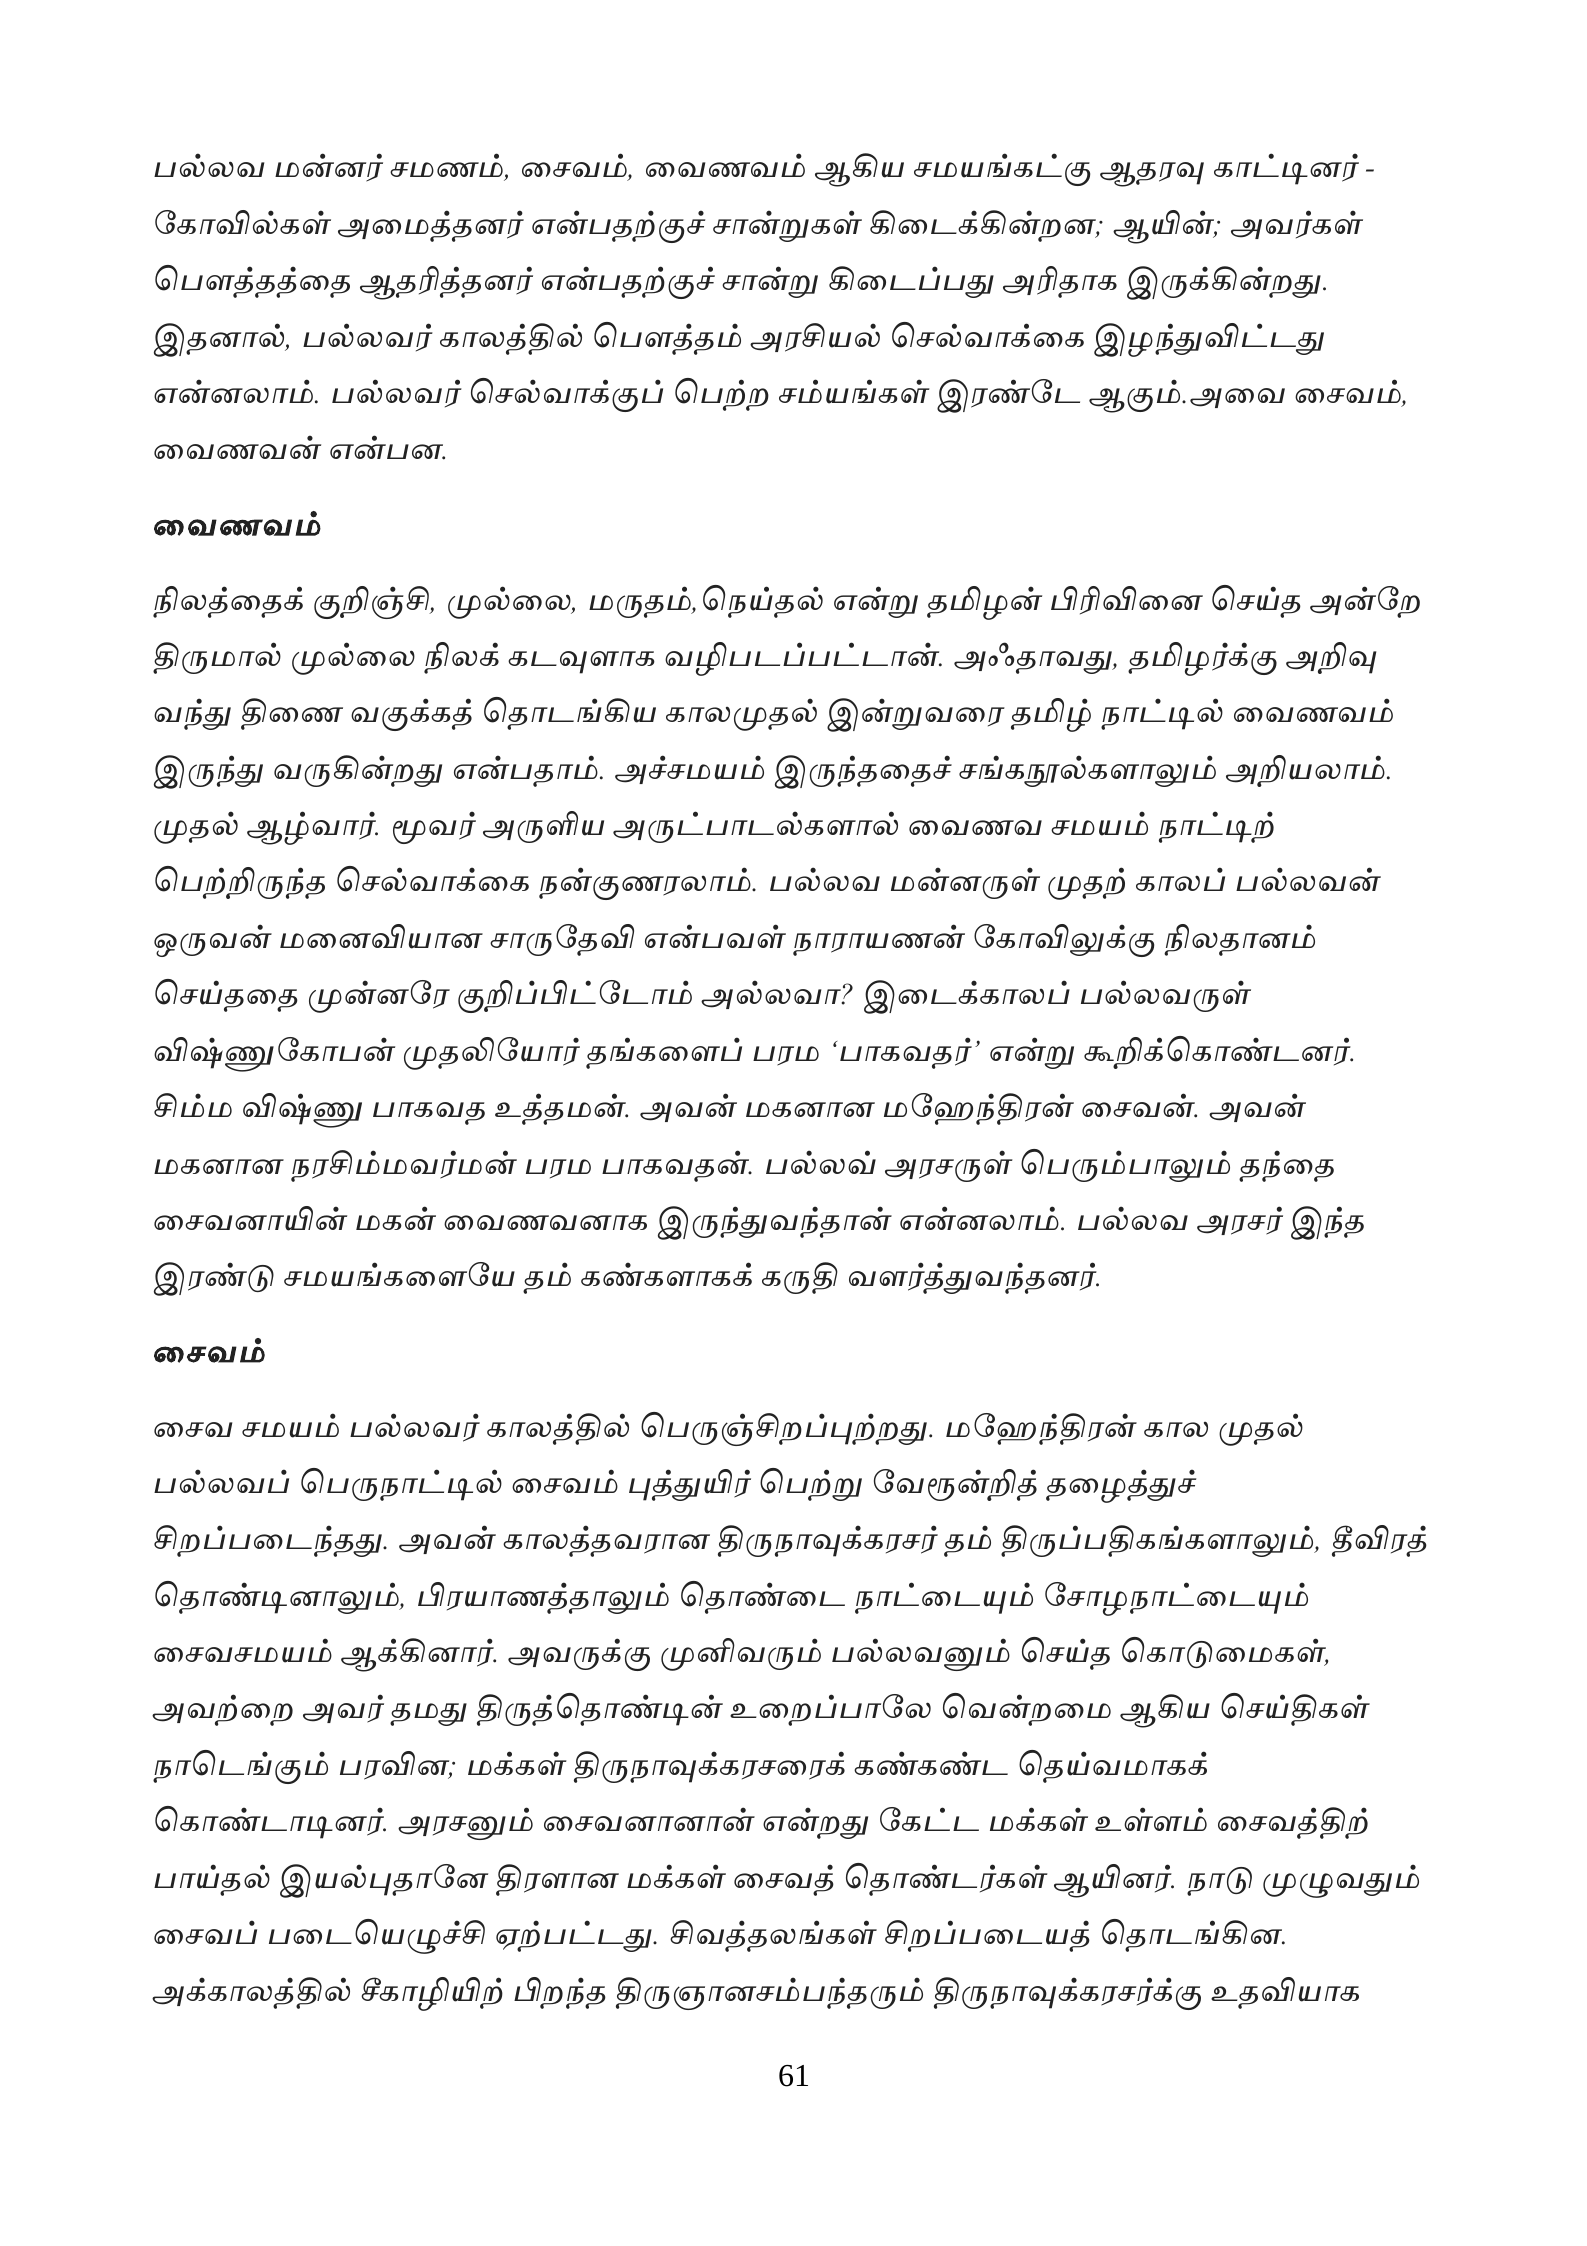 பல்லவ மன்னர் சமணம், சைவம், வைணவம் ஆகிய சமயங்கட்கு ஆதரவு காட்டினர் -
கோவில்கள் அமைத்தனர் என்பதற்குச் சான்றுகள் கிடைக்கின்றன; ஆயின்; அவர்கள்
பௌத்தத்தை ஆதரித்தனர் என்பதற்குச் சான்று கிடைப்பது அரிதாக இருக்கின்றது.
இதனால், பல்லவர் காலத்தில் பௌத்தம் அரசியல் செல்வாக்கை இழந்துவிட்டது
என்னலாம். பல்லவர் செல்வாக்குப் பெற்ற சம்யங்கள் இரண்டே ஆகும்.அவை சைவம்,
வைணவன் என்பன.
வைணவம்
நிலத்தைக் குறிஞ்சி, முல்லை, மருதம்,நெய்தல் என்று தமிழன் பிரிவினை செய்த அன்றே
திருமால் முல்லை நிலக் கடவுளாக வழிபடப்பட்டான். அஃதாவது, தமிழர்க்கு அறிவு
வந்து திணை வகுக்கத் தொடங்கிய காலமுதல் இன்றுவரை தமிழ் நாட்டில் வைணவம்
இருந்து வருகின்றது என்பதாம். அச்சமயம் இருந்ததைச் சங்கநூல்களாலும் அறியலாம்.
முதல் ஆழ்வார். மூவர் அருளிய அருட்பாடல்களால் வைணவ சமயம் நாட்டிற்
பெற்றிருந்த செல்வாக்கை நன்குணரலாம். பல்லவ மன்னருள் முதற் காலப் பல்லவன்
ஒருவன் மனைவியான சாருதேவி என்பவள் நாராயணன் கோவிலுக்கு நிலதானம்
செய்ததை முன்னரே குறிப்பிட்டோம் அல்லவா? இடைக்காலப் பல்லவருள்
விஷ்ணுகோபன் முதலியோர் தங்களைப் பரம ‘பாகவதர்’ என்று கூறிக்கொண்டனர்.
சிம்ம விஷ்ணு பாகவத உத்தமன். அவன் மகனான மஹேந்திரன் சைவன். அவன்
மகனான நரசிம்மவர்மன் பரம பாகவதன். பல்லவ் அரசருள் பெரும்பாலும் தந்தை
சைவனாயின் மகன் வைணவனாக இருந்துவந்தான் என்னலாம். பல்லவ அரசர் இந்த
இரண்டு சமயங்களையே தம் கண்களாகக் கருதி வளர்த்துவந்தனர்.
சைவம்
சைவ சமயம் பல்லவர் காலத்தில் பெருஞ்சிறப்புற்றது. மஹேந்திரன் கால முதல்
பல்லவப் பெருநாட்டில் சைவம் புத்துயிர் பெற்று வேரூன்றித் தழைத்துச்
சிறப்படைந்தது. அவன் காலத்தவரான திருநாவுக்கரசர் தம் திருப்பதிகங்களாலும், தீவிரத்
தொண்டினாலும், பிரயாணத்தாலும் தொண்டை நாட்டையும் சோழநாட்டையும்
சைவசமயம் ஆக்கினார். அவருக்கு முனிவரும் பல்லவனும் செய்த கொடுமைகள்,
அவற்றை அவர் தமது திருத்தொண்டின் உறைப்பாலே வென்றமை ஆகிய செய்திகள்
நாடெங்கும் பரவின; மக்கள் திருநாவுக்கரசரைக் கண்கண்ட தெய்வமாகக்
கொண்டாடினர். அரசனும் சைவனானான் என்றது கேட்ட மக்கள் உள்ளம் சைவத்திற்
பாய்தல் இயல்புதானே திரளான மக்கள் சைவத் தொண்டர்கள் ஆயினர். நாடு முழுவதும்
சைவப் படையெழுச்சி ஏற்பட்டது. சிவத்தலங்கள் சிறப்படையத் தொடங்கின.
அக்காலத்தில் சீகாழியிற் பிறந்த திருஞானசம்பந்தரும் திருநாவுக்கரசர்க்கு உதவியாக
61